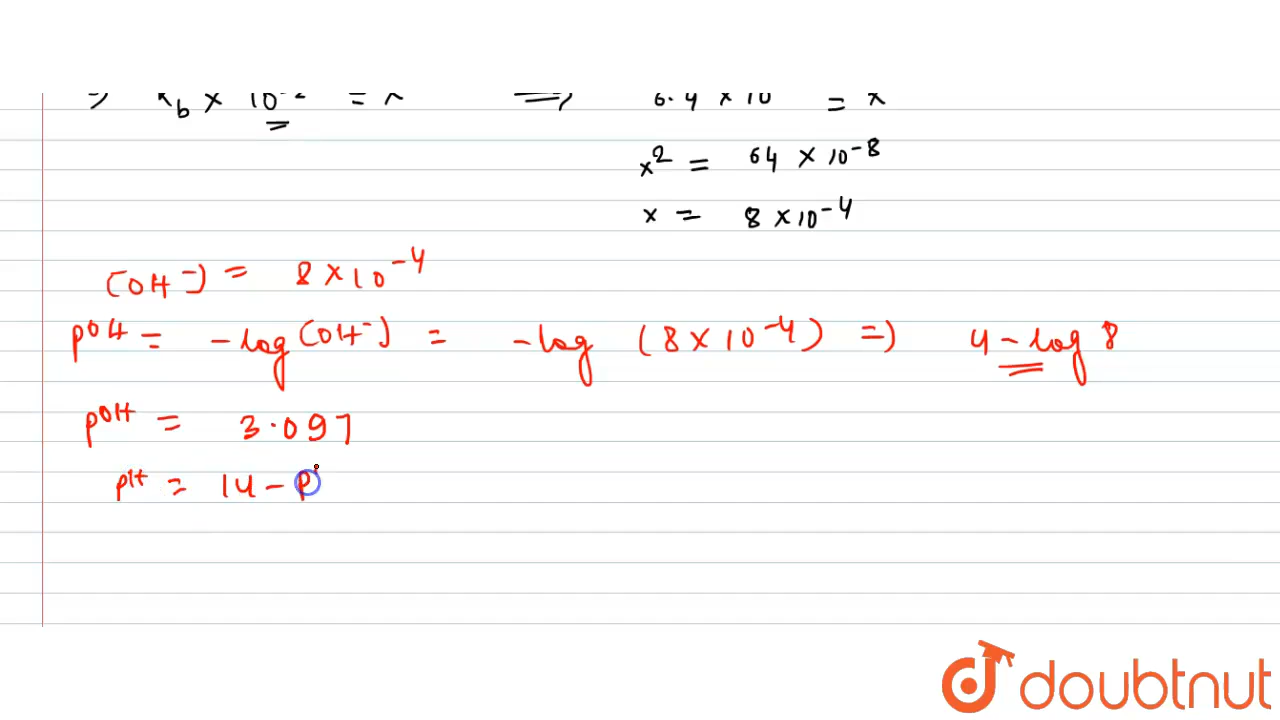 x 10 = x
x² = 64 × 10⁻⁸
x = 8 × 10⁻⁴
[OH⁻] = 8 × 10⁻⁴
pOH = -log [OH⁻] = -log (8 × 10⁻⁴) => 4 - log 8
pOH = 3.097
pH = 14 - p
doubtnut